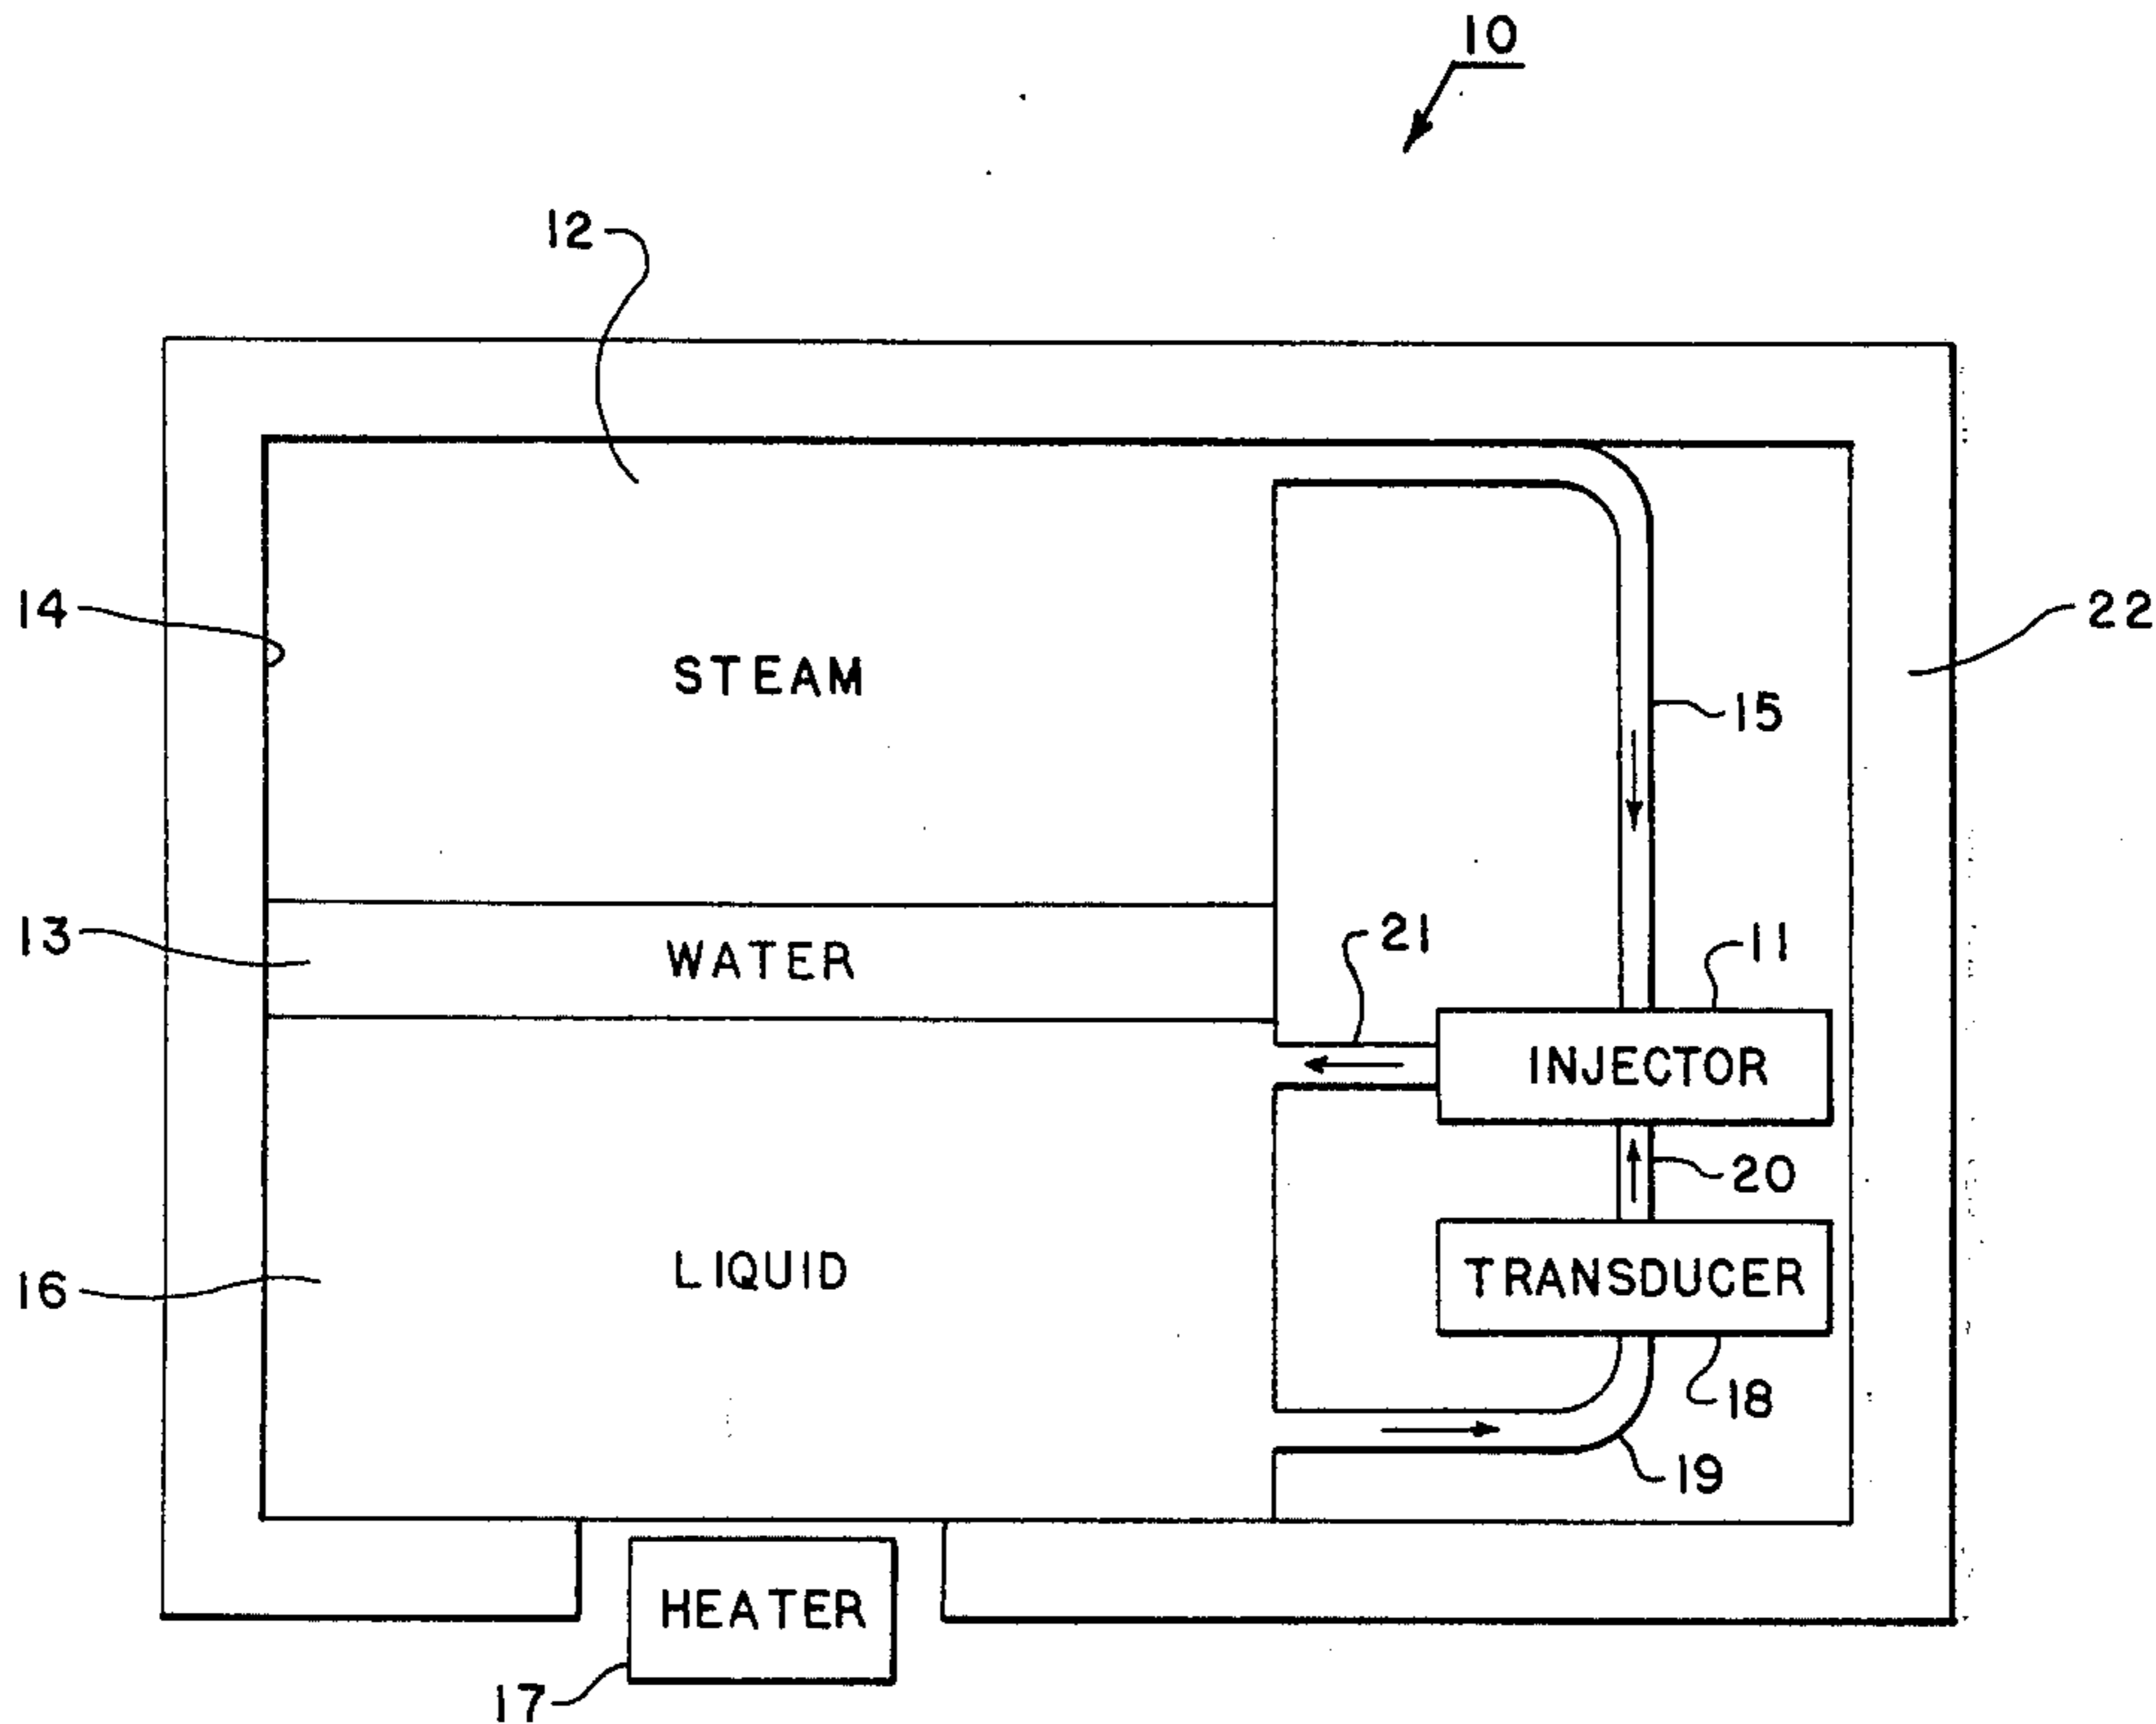 10
12
14
STEAM
22
15
13
WATER
21
11
INJECTOR
20
16
LIQUID
TRANSDUCER
18
19
HEATER
17